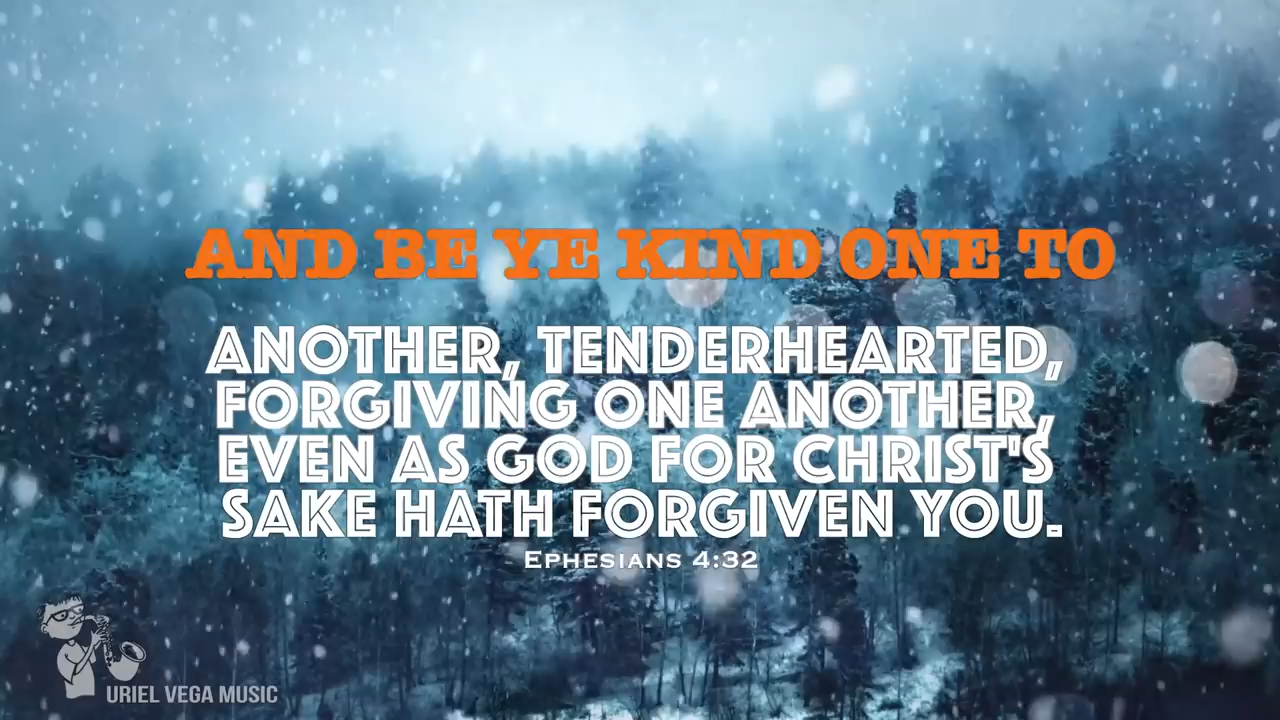 AND BE YE KIND ONE TO
ANOTHER, TENDERHEARTED,
FORGIVING ONE ANOTHER,
EVEN AS GOD FOR CHRIST'S
SAKE HATH FORGIVEN YOU.
EPHESIANS 4:32
URIEL VEGA MUSIC